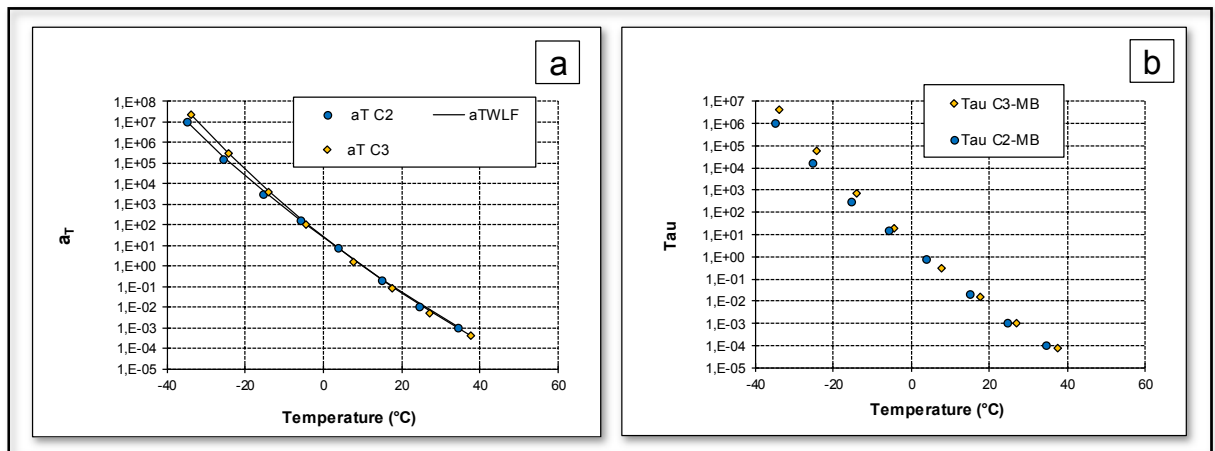 a
1,E+08
1,E+07
1,E+06
1,E+05
1,E+04
1,E+03
1,E+02
1,E+01
1,E+00
1,E-01
1,E-02
1,E-03
1,E-04
1,E-05
aT
aT C2 aTWLF
aT C3
-40 -20 0 20 40 60
Temperature (°C)
b
1,E+07
1,E+06
1,E+05
1,E+04
1,E+03
1,E+02
1,E+01
1,E+00
1,E-01
1,E-02
1,E-03
1,E-04
1,E-05
Tau
Tau C3-MB
Tau C2-MB
-40 -20 0 20 40 60
Temperature (°C)